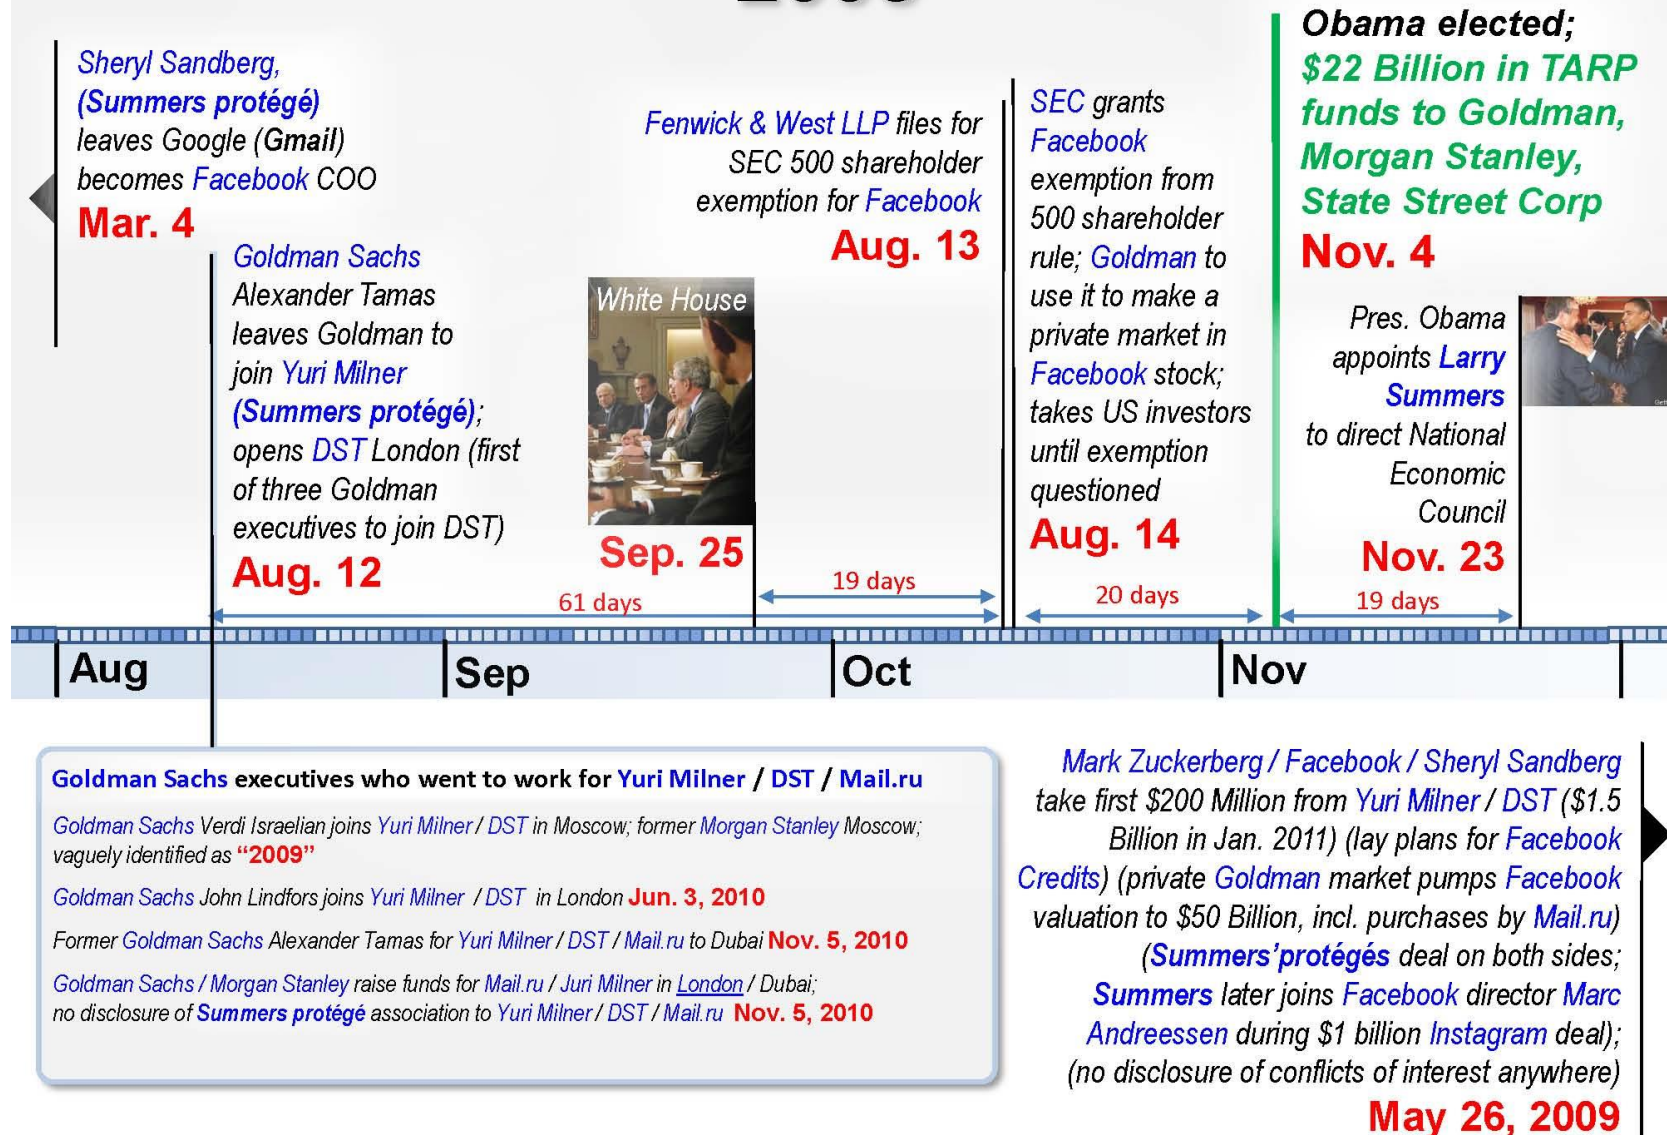 2008
Sheryl Sandberg,
(Summers protégé)
leaves Google (Gmail)
becomes Facebook COO
Mar. 4
Goldman Sachs
Alexander Tamas
leaves Goldman to
join Yuri Milner
(Summers protégé);
opens DST London (first
of three Goldman
executives to join DST)
Aug. 12
White House
Sep. 25
Fenwick & West LLP files for
SEC 500 shareholder
exemption for Facebook
Aug. 13
SEC grants
Facebook
exemption from
500 shareholder
rule; Goldman to
use it to make a
private market in
Facebook stock;
takes US investors
until exemption
questioned
Aug. 14
Obama elected;
$22 Billion in TARP
funds to Goldman,
Morgan Stanley,
State Street Corp
Nov. 4
Pres. Obama
appoints Larry
Summers
to direct National
Economic
Council
Nov. 23
61 days
19 days
20 days
19 days
Aug
Sep
Oct
Nov
Goldman Sachs executives who went to work for Yuri Milner / DST / Mail.ru
Goldman Sachs Verdi Israelian joins Yuri Milner / DST in Moscow; former Morgan Stanley Moscow;
vaguely identified as “2009”
Goldman Sachs John Lindfors joins Yuri Milner / DST in London Jun. 3, 2010
Former Goldman Sachs Alexander Tamas for Yuri Milner / DST / Mail.ru to Dubai Nov. 5, 2010
Goldman Sachs / Morgan Stanley raise funds for Mail.ru / Juri Milner in London / Dubai;
no disclosure of Summers protégé association to Yuri Milner / DST / Mail.ru Nov. 5, 2010
Mark Zuckerberg / Facebook / Sheryl Sandberg
take first $200 Million from Yuri Milner / DST ($1.5
Billion in Jan. 2011) (lay plans for Facebook
Credits) (private Goldman market pumps Facebook
valuation to $50 Billion, incl. purchases by Mail.ru)
(Summers’protégés deal on both sides;
Summers later joins Facebook director Marc
Andreessen during $1 billion Instagram deal);
(no disclosure of conflicts of interest anywhere)
May 26, 2009